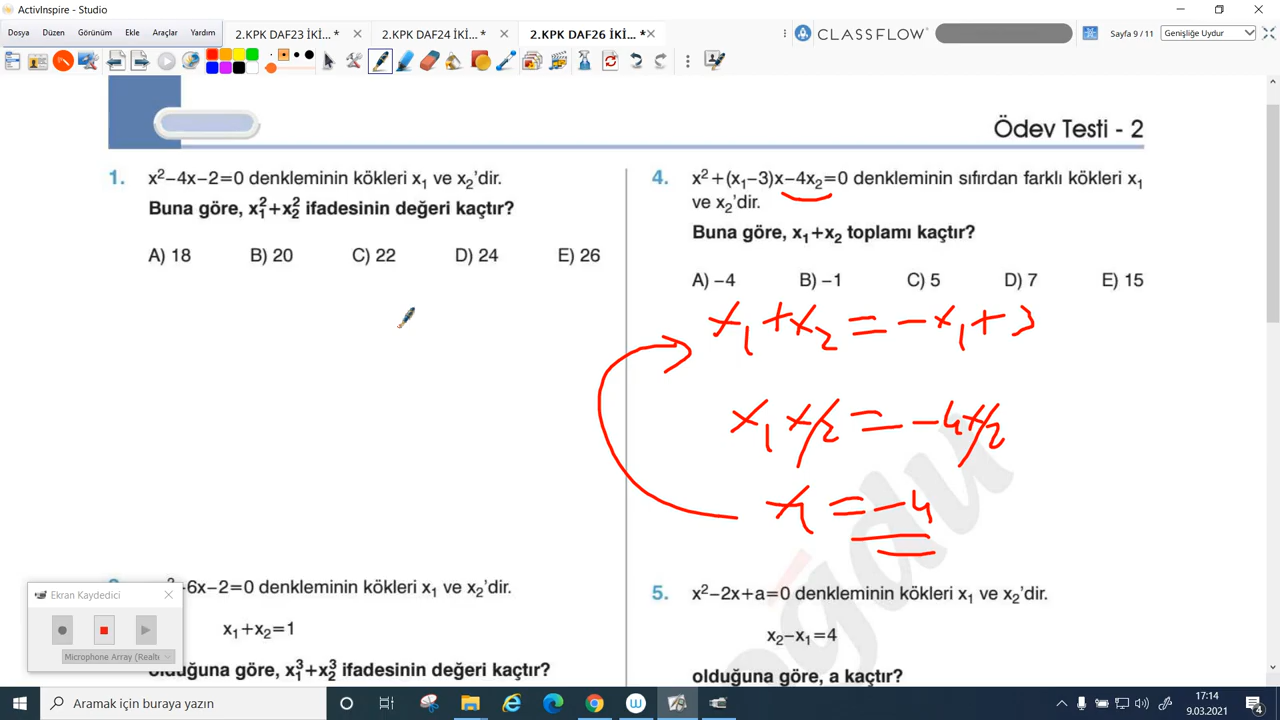 ActivInspire - Studio
Dosya Düzen Görünüm Ekle Araçlar Yardım
2.KPK DAF23 İKİ... * 2.KPK DAF24 İKİ... * 2.KPK DAF26 İKİ... *
CLASSFLOW
Sayfa 9 / 11
Genişliğe Uydur
Ödev Testi - 2
1. x₁²−4x−2=0 denkleminin kökleri x₁ ve x₂'dir.
Buna göre, x₁²+x₂² ifadesinin değeri kaçtır?
A) 18 B) 20 C) 22 D) 24 E) 26
-6x−2=0 denkleminin kökleri x₁ ve x₂'dir.
x₁+x₂=1
olduğuna göre, x₁³+x₂³ ifadesinin değeri kaçtır?
4. x²+(x₁−3)x−4x₂=0 denkleminin sıfırdan farklı kökleri x₁
ve x₂'dir.
Buna göre, x₁+x₂ toplamı kaçtır?
A) −4 B) −1 C) 5 D) 7 E) 15
x₁+x₂=−x₁+3
x₁x₂=−4x₂
x₁=−4
5. x²−2x+a=0 denkleminin kökleri x₁ ve x₂'dir.
x₂−x₁=4
olduğuna göre, a kaçtır?
Ekran Kaydedici
Microphone Array (Realte
Aramak için buraya yazın
17:14
9.03.2021
4